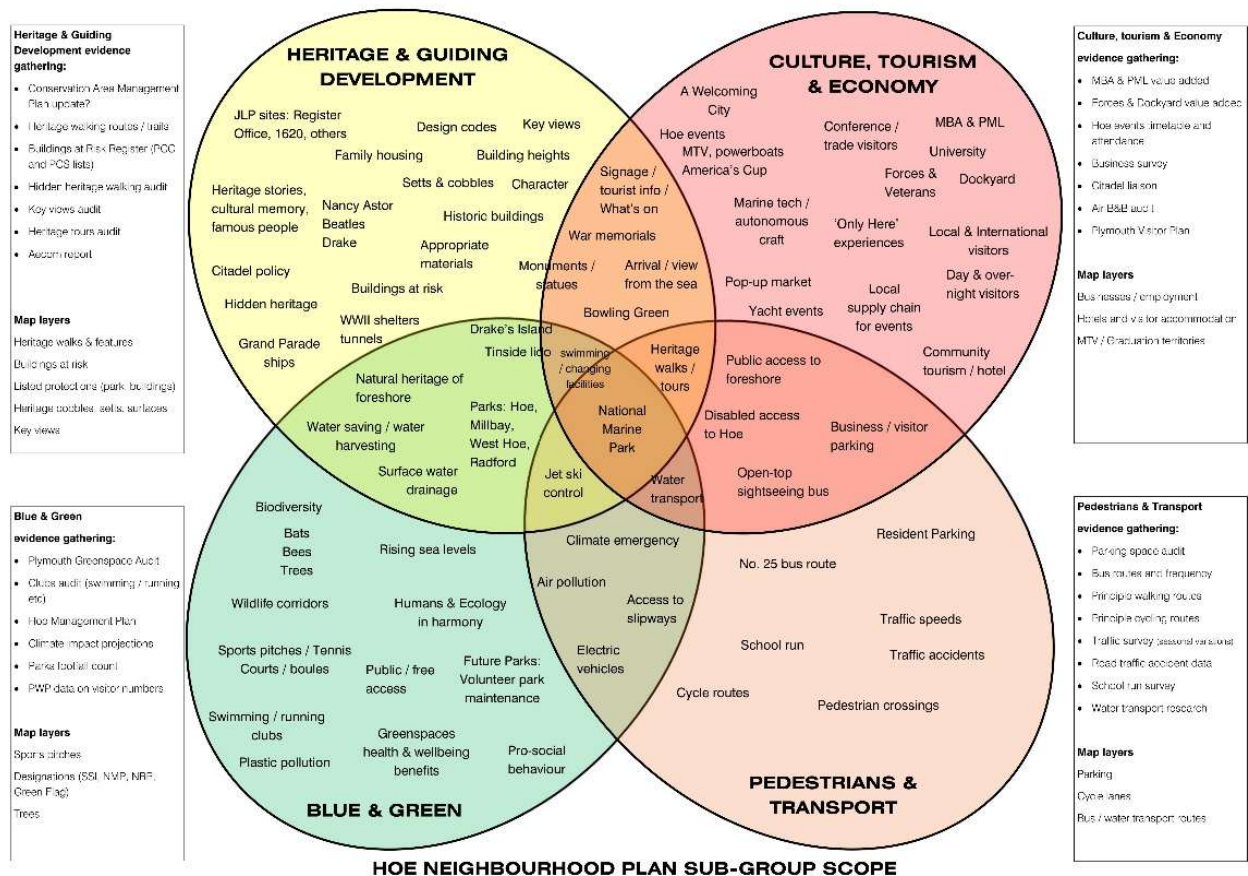 Heritage & Guiding
Development evidence
gathering:
• Conservation Area Management
Plan update?
• Heritage walking routes / trails
• Buildings at Risk Register (PCC
and PCS lists)
• Hidden heritage walking audit
• Key views audit
• Heritage tours audit
• Aecom report
Map layers
Heritage walks & features
Buildings at risk
Listed protections (park, buildings)
Heritage cobbles, setts, surfaces
Key views
Blue & Green
evidence gathering:
• Plymouth Greenspace Audit
• Clubs audit (swimming / running
etc)
• Hoe Management Plan
• Climate impact projections
• Parks footfall count
• PWP data on visitor numbers
Map layers
Sports pitches
Designations (SSI, NMP, NRP,
Green Flag)
Trees
HERITAGE & GUIDING
DEVELOPMENT
JLP sites: Register
Office, 1620, others
Design codes
Key views
Family housing
Building heights
Setts & cobbles
Character
Heritage stories,
cultural memory,
famous people
Nancy Astor
Beatles
Drake
Historic buildings
Appropriate
materials
Citadel policy
Buildings at risk
Hidden heritage
WWII shelters
tunnels
Grand Parade
ships
Signage /
tourist info /
What's on
War memorials
Monuments /
statues
Arrival / view
from the sea
Bowling Green
CULTURE, TOURISM
& ECONOMY
A Welcoming
City
Hoe events
MTV, powerboats
America's Cup
Conference /
trade visitors
MBA & PML
University
Forces &
Veterans
Dockyard
Marine tech /
autonomous
craft
'Only Here'
experiences
Local & International
visitors
Pop-up market
Day & over-
night visitors
Yacht events
Local
supply chain
for events
Community
tourism / hotel
Drake's Island
Tinside lido
swimming
/ changing
facilities
Heritage
walks /
tours
Natural heritage of
foreshore
Water saving / water
harvesting
Parks: Hoe,
Millbay,
West Hoe,
Radford
Surface water
drainage
National
Marine
Park
Jet ski
control
Water
transport
Public access to
foreshore
Disabled access
to Hoe
Business / visitor
parking
Open-top
sightseeing bus
Biodiversity
Bats
Bees
Trees
Rising sea levels
Wildlife corridors
Humans & Ecology
in harmony
Sports pitches / Tennis
Courts / boules
Public / free
access
Future Parks:
Volunteer park
maintenance
Swimming / running
clubs
Greenspaces
health & wellbeing
benefits
Plastic pollution
Pro-social
behaviour
BLUE & GREEN
Climate emergency
Air pollution
Access to
slipways
Electric
vehicles
Resident Parking
No. 25 bus route
Traffic speeds
School run
Traffic accidents
Cycle routes
Pedestrian crossings
PEDESTRIANS &
TRANSPORT
Culture, tourism & Economy
evidence gathering:
• MBA & PML value added
• Forces & Dockyard value added
• Hoe events timetable and
attendance
• Business survey
• Citadel liaison
• Air B&B audit
• Plymouth Visitor Plan
Map layers
Businesses / employment
Hotels and visitor accommodation
MTV / Graduation territories
Pedestrians & Transport
evidence gathering:
• Parking space audit
• Bus routes and frequency
• Principle walking routes
• Principle cycling routes
• Traffic survey (seasonal variations)
• Road traffic accident data
• School run survey
• Water transport research
Map layers
Parking
Cycle lanes
Bus / water transport routes
HOE NEIGHBOURHOOD PLAN SUB-GROUP SCOPE